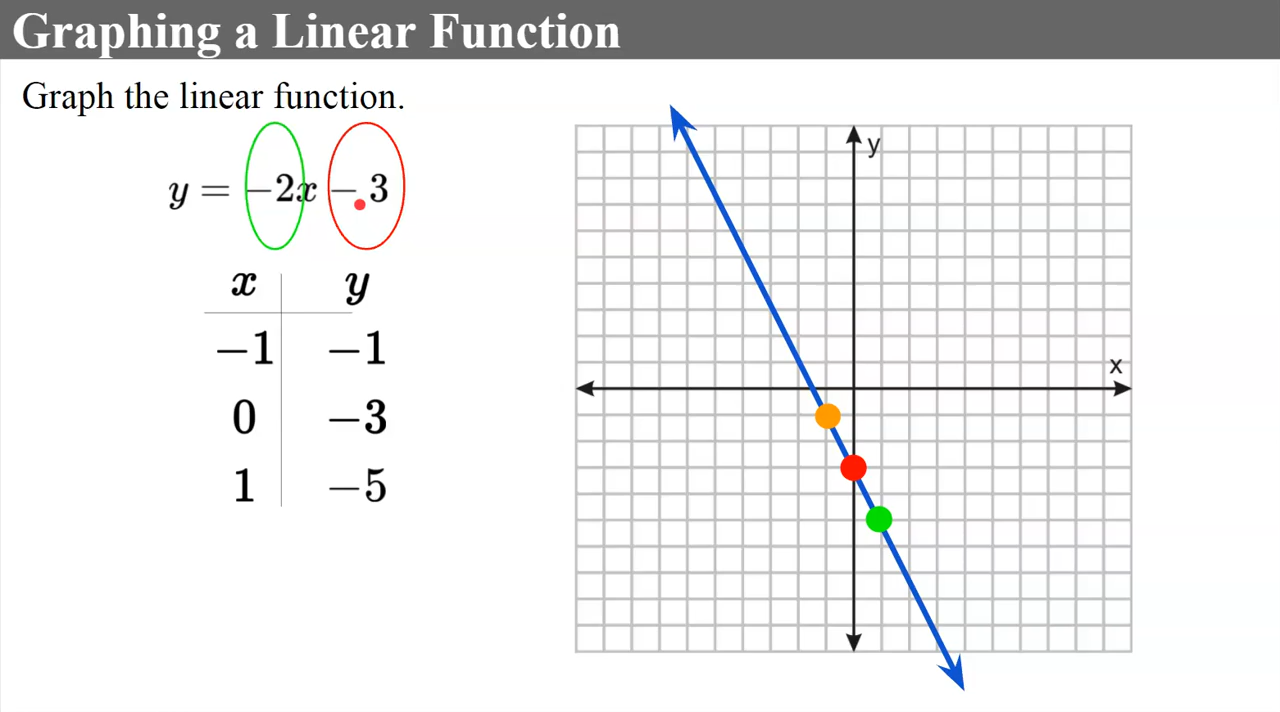 Graphing a Linear Function
Graph the linear function.
y = −2x − 3
x y
−1 −1
0 −3
1 −5
y
x